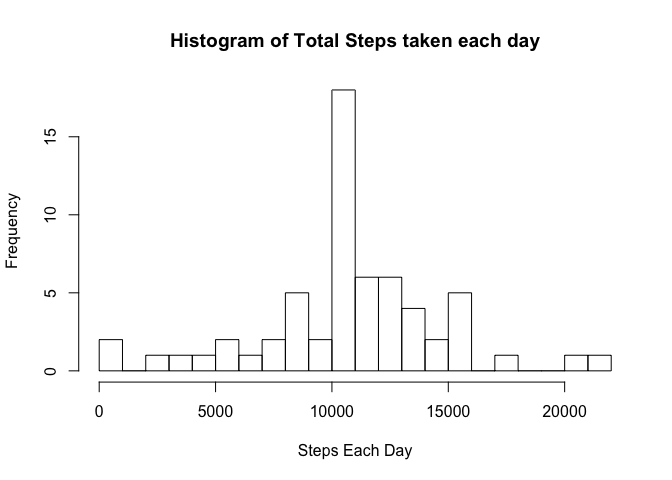 Histogram of Total Steps taken each day
Frequency
15
10
5
0
0 5000 10000 15000 20000
Steps Each Day